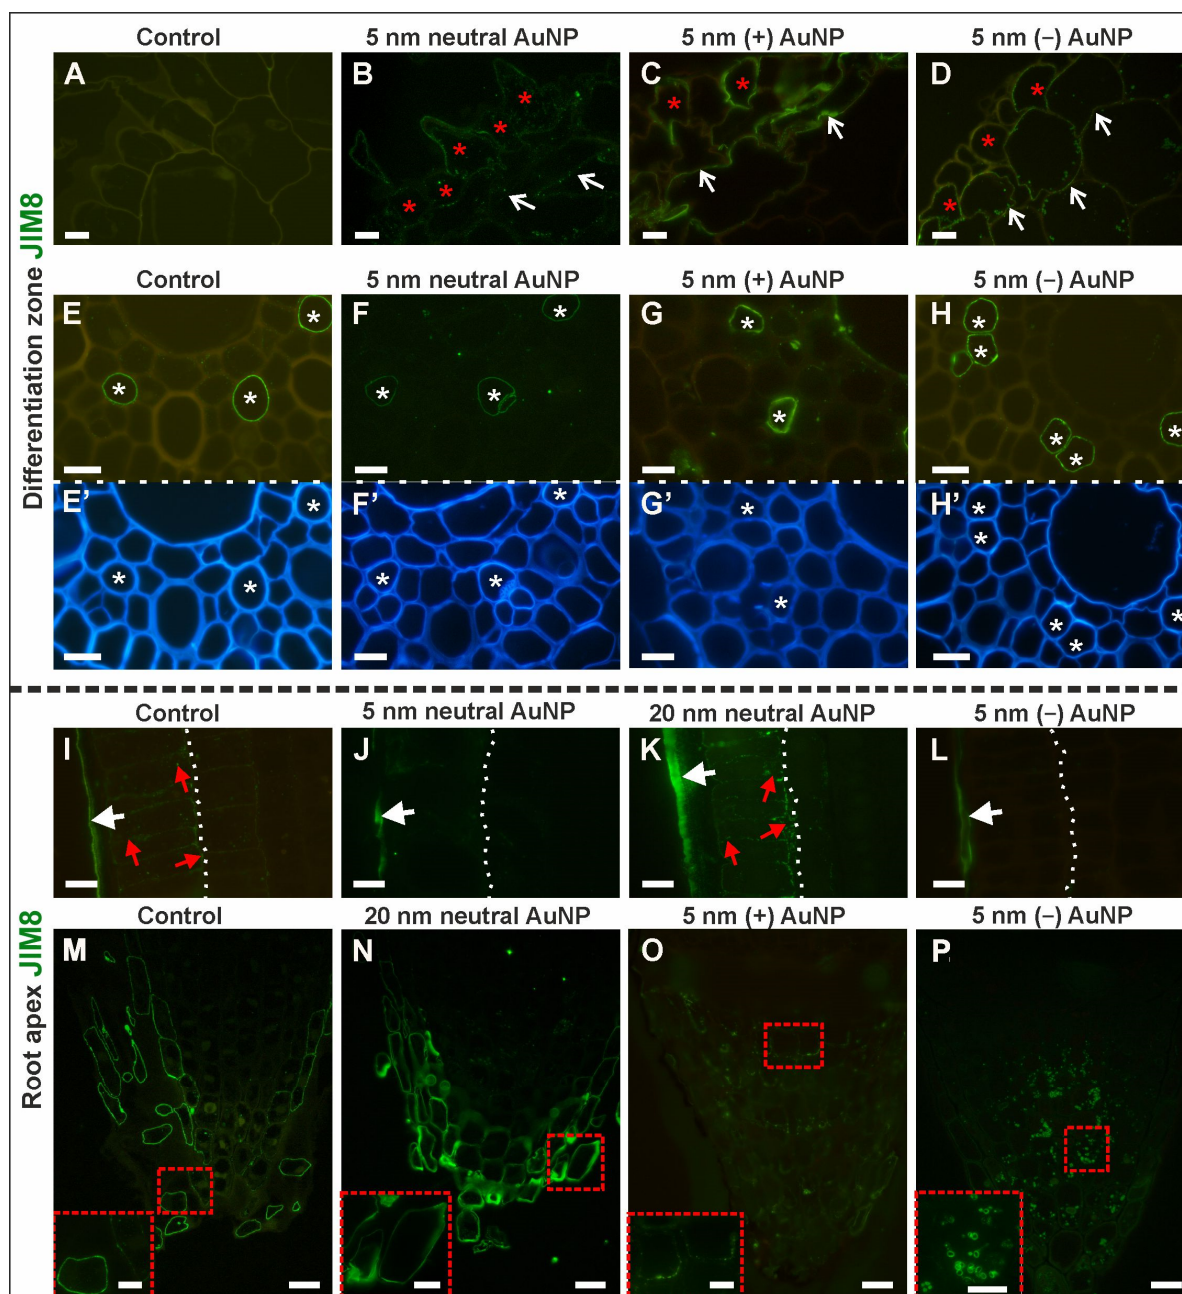 Control 5 nm neutral AuNP 5 nm (+) AuNP 5 nm (−) AuNP
A B C D
Differentiation zone JIM8
Control 5 nm neutral AuNP 5 nm (+) AuNP 5 nm (−) AuNP
E F G H
E’ F’ G’ H’
Control 5 nm neutral AuNP 20 nm neutral AuNP 5 nm (−) AuNP
I J K L
Root apex JIM8
Control 20 nm neutral AuNP 5 nm (+) AuNP 5 nm (−) AuNP
M N O P